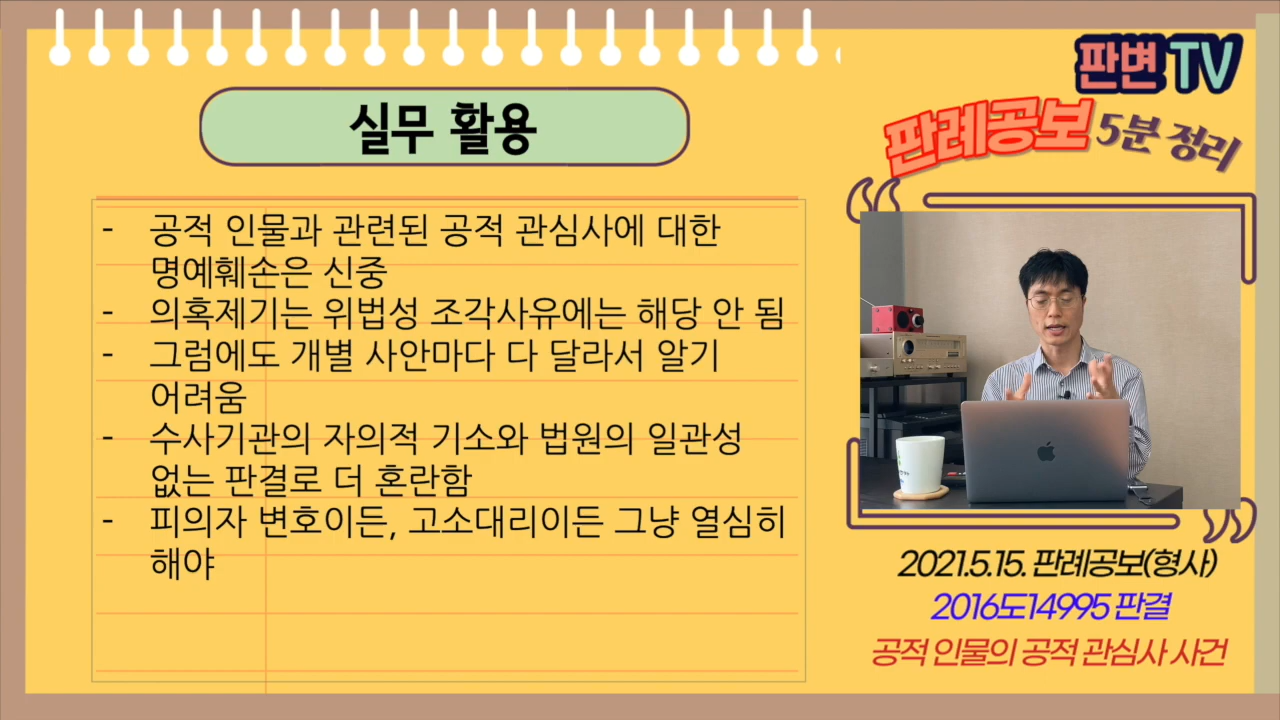 실무 활용
- 공적 인물과 관련된 공적 관심사에 대한
명예훼손은 신중
- 의혹제기는 위법성 조각사유에는 해당 안 됨
- 그럼에도 개별 사안마다 다 달라서 알기
어려움
- 수사기관의 자의적 기소와 법원의 일관성
없는 판결로 더 혼란함
- 피의자 변호이든, 고소대리이든 그냥 열심히
해야
판변 TV
판례공보 5분 정리
2021.5.15. 판례공보(형사)
2016도14995 판결
공적 인물의 공적 관심사 사건